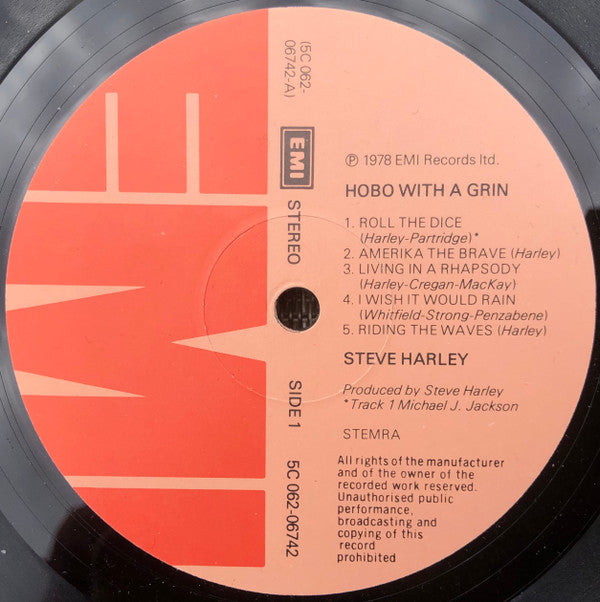 (5C 062-
06742-A)
EMI
STEREO
SIDE 1
5C 062-06742
EMI
℗ 1978 EMI Records ltd.
HOBO WITH A GRIN
1. ROLL THE DICE
(Harley-Partridge)*
2. AMERIKA THE BRAVE (Harley)
3. LIVING IN A RHAPSODY
(Harley-Cregan-MacKay)
4. I WISH IT WOULD RAIN
(Whitfield-Strong-Penzabene)
5. RIDING THE WAVES (Harley)
STEVE HARLEY
Produced by Steve Harley
*Track 1 Michael J. Jackson
STEMRA
All rights of the manufacturer
and of the owner of the
recorded work reserved.
Unauthorised public
performance,
broadcasting and
copying of this
record
prohibited